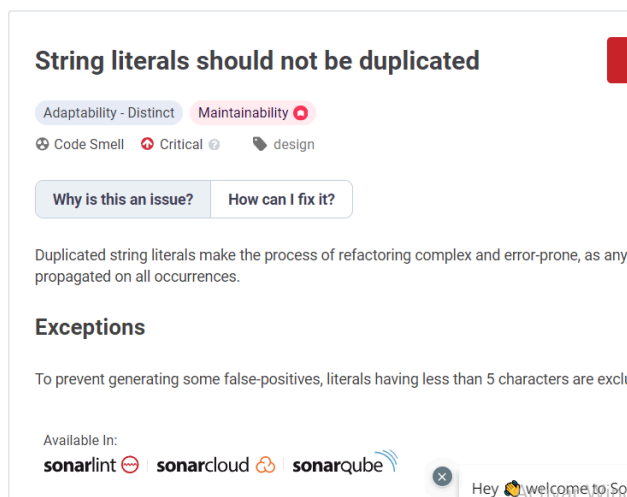 String literals should not be duplicated
Adaptability - Distinct Maintainability
Code Smell Critical design
Why is this an issue? How can I fix it?
Duplicated string literals make the process of refactoring complex and error-prone, as any
propagated on all occurrences.
Exceptions
To prevent generating some false-positives, literals having less than 5 characters are exclu
Available In:
sonarlint sonarcloud sonarqube
Hey 👋 welcome to So